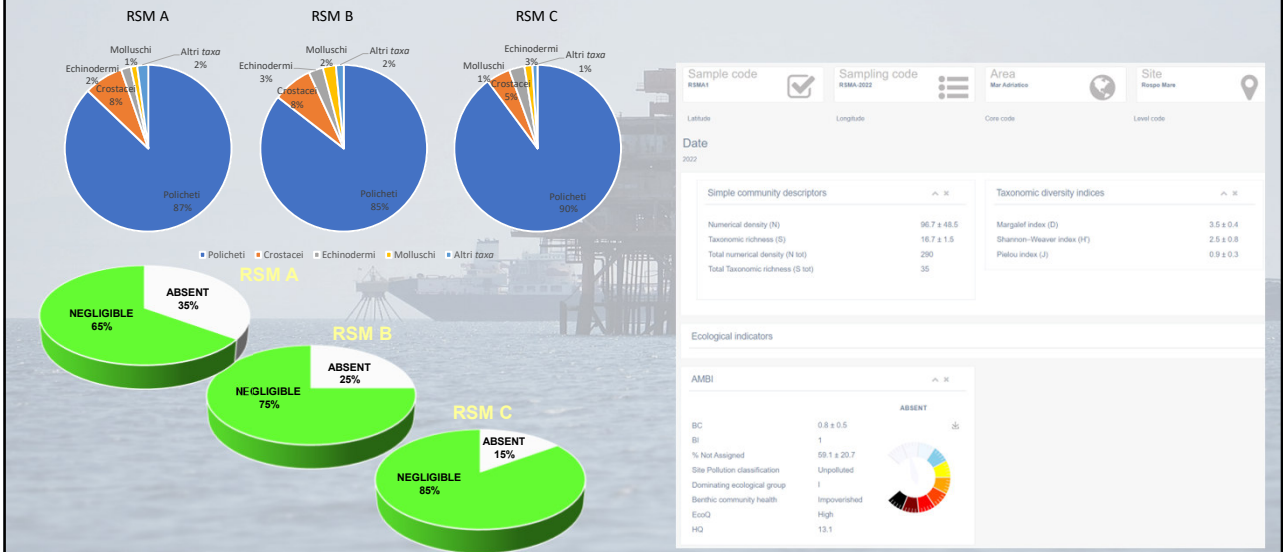 RSM A
Molluschi
1%
Altri taxa
2%
Echinodermi
2%
Crostacei
8%
Policheti
87%
RSM B
Molluschi
2%
Altri taxa
2%
Echinodermi
3%
Crostacei
8%
Policheti
85%
RSM C
Echinodermi
3%
Altri taxa
1%
Molluschi
1%
Crostacei
5%
Policheti
90%
Policheti Crostacei Echinodermi Molluschi Altri taxa
RSM A
ABSENT
35%
NEGLIGIBLE
65%
RSM B
ABSENT
25%
NEGLIGIBLE
75%
RSM C
ABSENT
15%
NEGLIGIBLE
85%
Sample code
RSMA1
Sampling code
RSMA-2022
Area
Mar Adriatico
Site
Rospo Mare
Latitude
Longitude
Core code
Level code
Date
2022
Simple community descriptors
Numerical density (N) 96.7 ± 48.5
Taxonomic richness (S) 16.7 ± 1.5
Total numerical density (N tot) 290
Total Taxonomic richness (S tot) 35
Taxonomic diversity indices
Margalef index (D) 3.5 ± 0.4
Shannon–Weaver index (H') 2.5 ± 0.8
Pielou index (J) 0.9 ± 0.3
Ecological indicators
AMBI
ABSENT
BC 0.8 ± 0.5
BI 1
% Not Assigned 59.1 ± 20.7
Site Pollution classification Unpolluted
Dominating ecological group I
Benthic community health Impoverished
EcoQ High
HQ 13.1